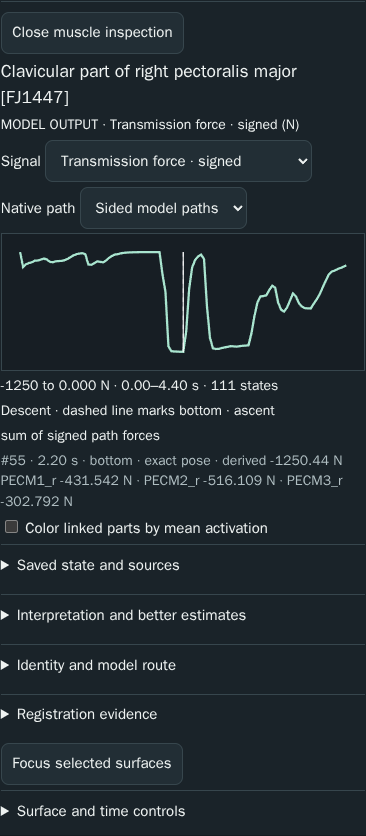 Close muscle inspection
Clavicular part of right pectoralis major
[FJ1447]
MODEL OUTPUT · Transmission force · signed (N)
Signal Transmission force · signed
Native path Sided model paths
-1250 to 0.000 N · 0.00–4.40 s · 111 states
Descent · dashed line marks bottom · ascent
sum of signed path forces
#55 · 2.20 s · bottom · exact pose · derived -1250.44 N
PECM1_r -431.542 N · PECM2_r -516.109 N · PECM3_r
-302.792 N
Color linked parts by mean activation
Saved state and sources
Interpretation and better estimates
Identity and model route
Registration evidence
Focus selected surfaces
Surface and time controls